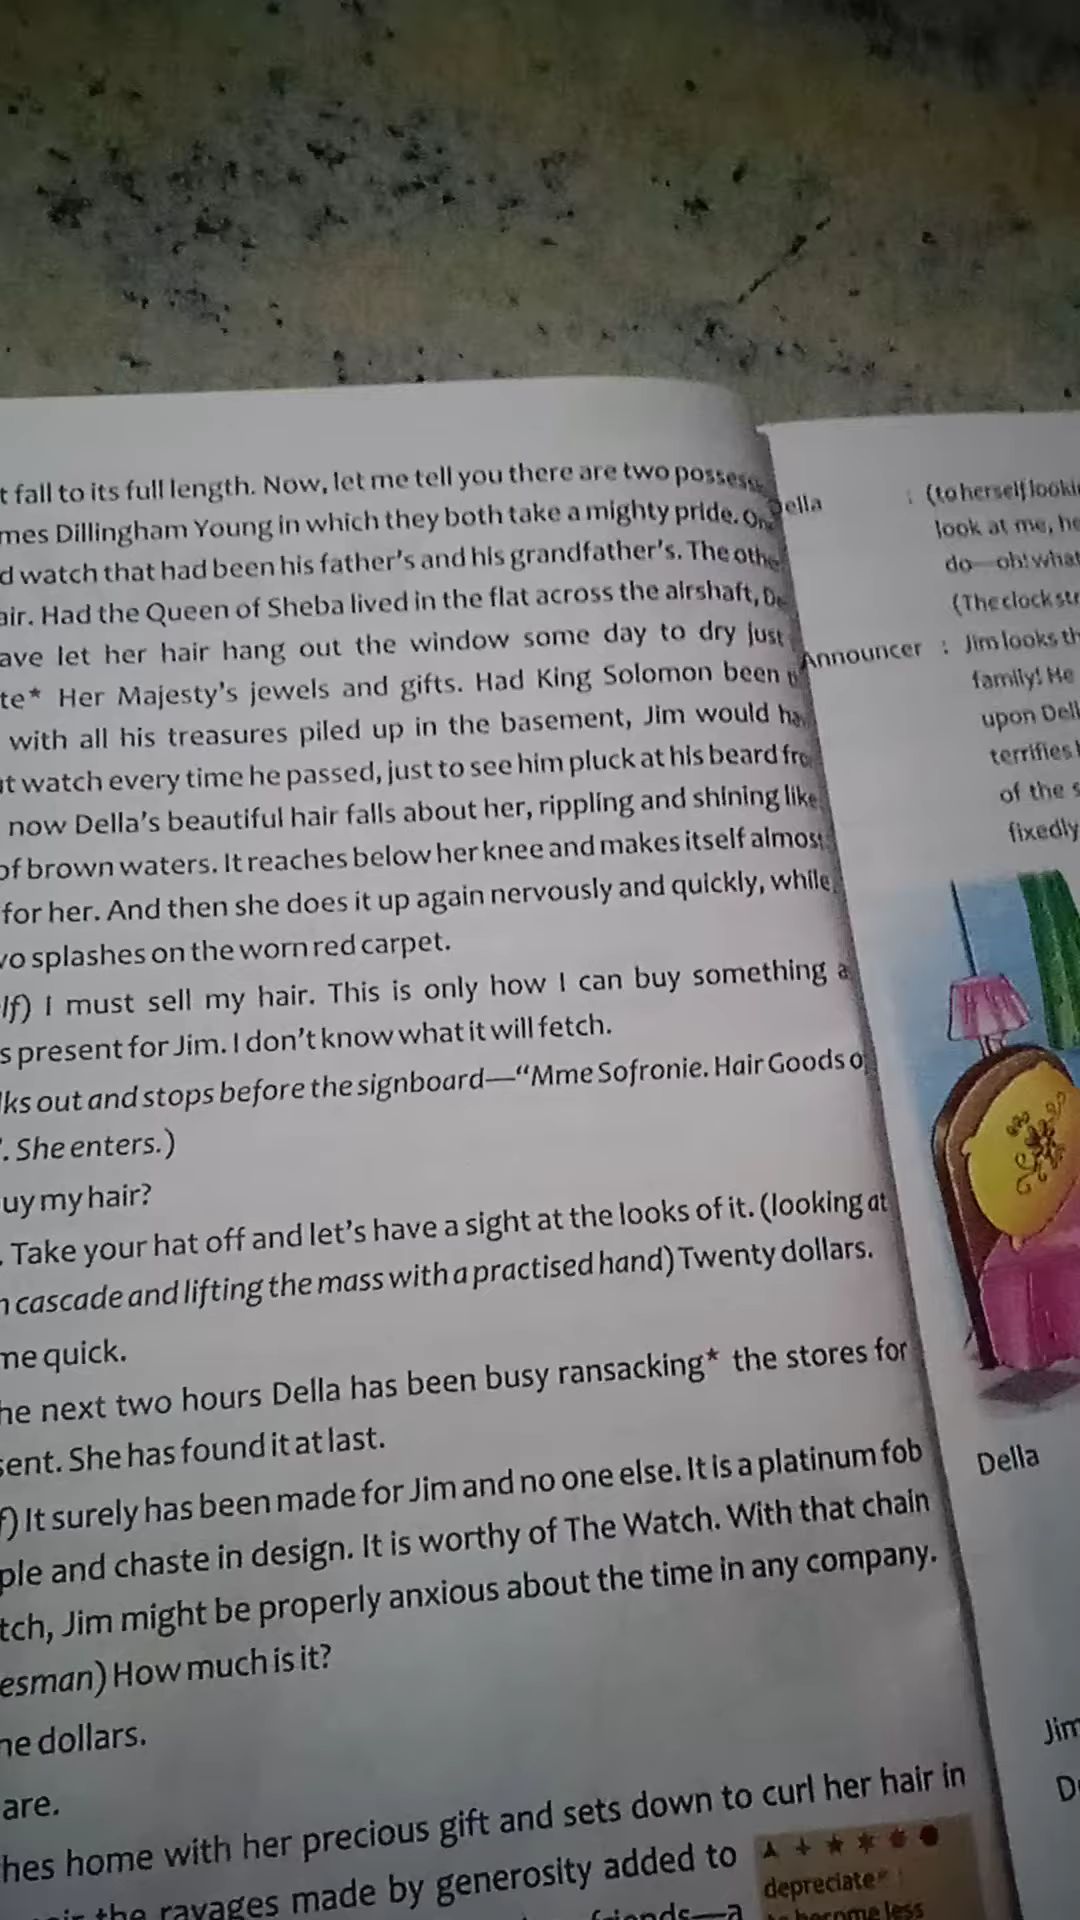 t fall to its full length. Now, let me tell you there are two possess
mes Dillingham Young in which they both take a mighty pride. On
d watch that had been his father's and his grandfather's. The othe
air. Had the Queen of Sheba lived in the flat across the airshaft, De
ave let her hair hang out the window some day to dry just
te* Her Majesty's jewels and gifts. Had King Solomon been
with all his treasures piled up in the basement, Jim would ha
t watch every time he passed, just to see him pluck at his beard fro
now Della's beautiful hair falls about her, rippling and shining like
of brown waters. It reaches below her knee and makes itself almost
for her. And then she does it up again nervously and quickly, while
vo splashes on the worn red carpet.
lf) I must sell my hair. This is only how I can buy something a
s present for Jim. I don't know what it will fetch.
lks out and stops before the signboard—"Mme Sofronie. Hair Goods o
". She enters.)
uy my hair?
. Take your hat off and let's have a sight at the looks of it. (looking at
n cascade and lifting the mass with a practised hand) Twenty dollars.
me quick.
he next two hours Della has been busy ransacking* the stores for
sent. She has found it at last.
f) It surely has been made for Jim and no one else. It is a platinum fob
ple and chaste in design. It is worthy of The Watch. With that chain
tch, Jim might be properly anxious about the time in any company.
esman) How much is it?
ne dollars.
are.
hes home with her precious gift and sets down to curl her hair in
ir the ravages made by generosity added to
friends—a
depreciate*
to become less
Della : (to herself looki
look at me, he
do—oh! what
(The clock str
Announcer : Jim looks th
family! He
upon Dell
terrifies h
of the s
fixedly
Della
Jim
D